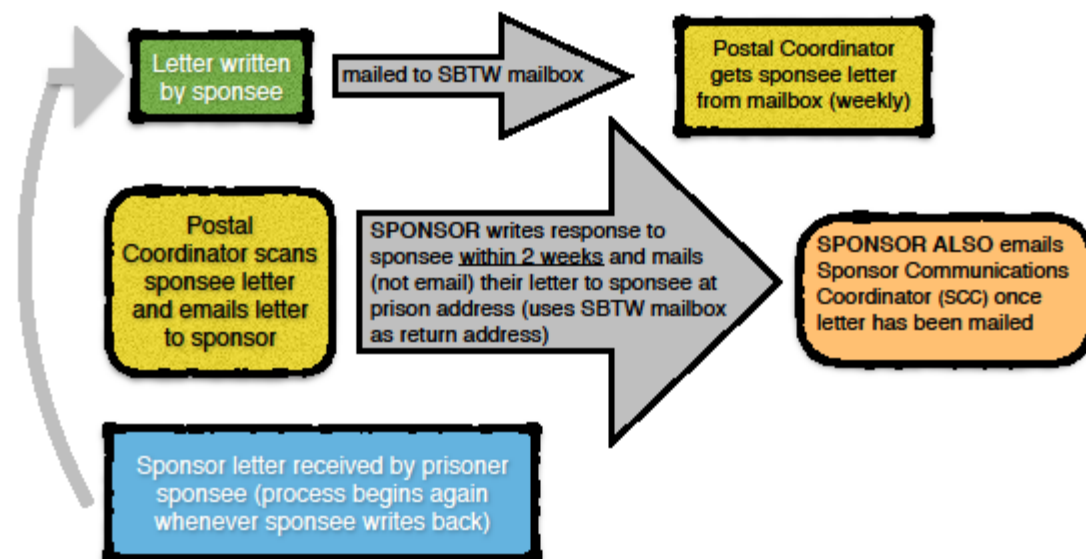 Letter written
by sponsee
mailed to SBTW mailbox
Postal Coordinator
gets sponsee letter
from mailbox (weekly)
Postal
Coordinator scans
sponsee letter
and emails letter
to sponsor
SPONSOR writes response to
sponsee within 2 weeks and mails
(not email) their letter to sponsee at
prison address (uses SBTW mailbox
as return address)
SPONSOR ALSO emails
Sponsor Communications
Coordinator (SCC) once
letter has been mailed
Sponsor letter received by prisoner
sponsee (process begins again
whenever sponsee writes back)